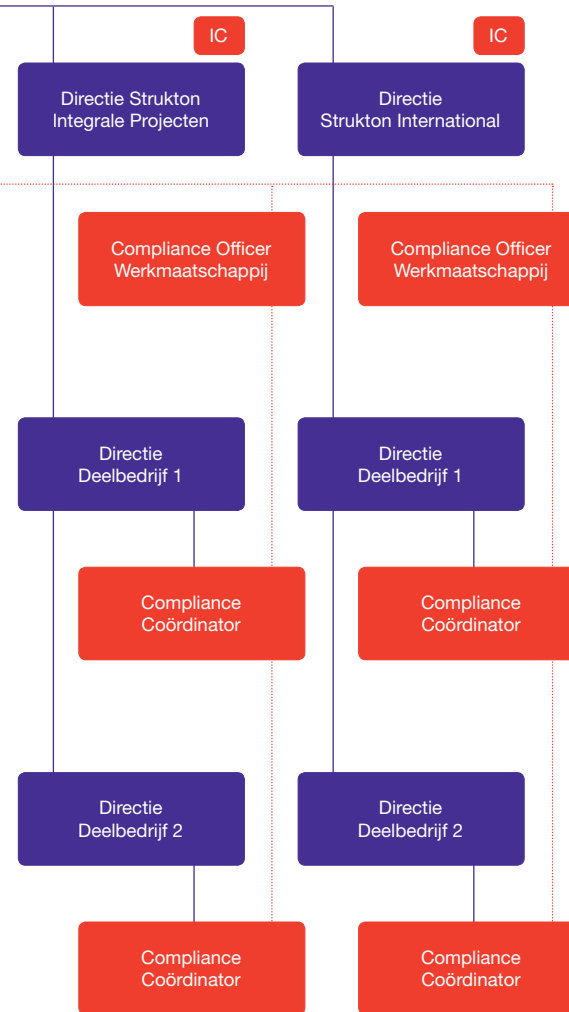 IC
IC
Directie Strukton
Integrale Projecten
Directie
Strukton International
Compliance Officer
Werkmaatschappij
Compliance Officer
Werkmaatschappij
Directie
Deelbedrijf 1
Directie
Deelbedrijf 1
Compliance
Coördinator
Compliance
Coördinator
Directie
Deelbedrijf 2
Directie
Deelbedrijf 2
Compliance
Coördinator
Compliance
Coördinator